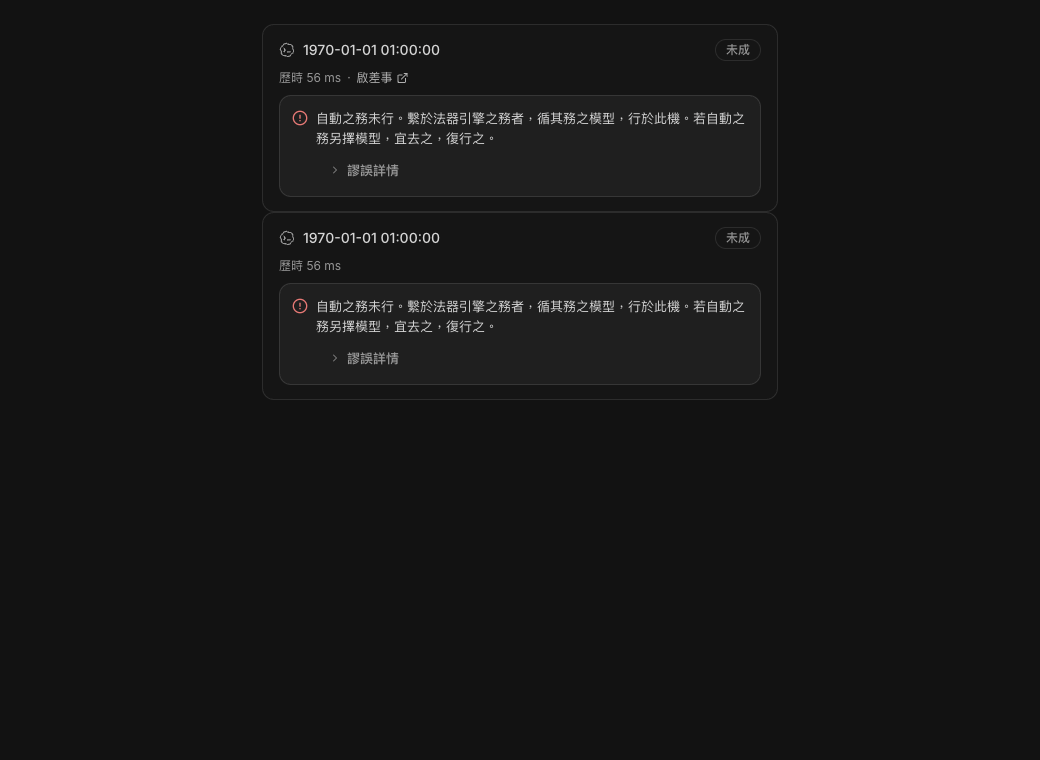 1970-01-01 01:00:00
未成
歷時 56 ms · 啟差事
自動之務未行。繫於法器引擎之務者，循其務之模型，行於此機。若自動之
務另擇模型，宜去之，復行之。
謬誤詳情
1970-01-01 01:00:00
未成
歷時 56 ms
自動之務未行。繫於法器引擎之務者，循其務之模型，行於此機。若自動之
務另擇模型，宜去之，復行之。
謬誤詳情